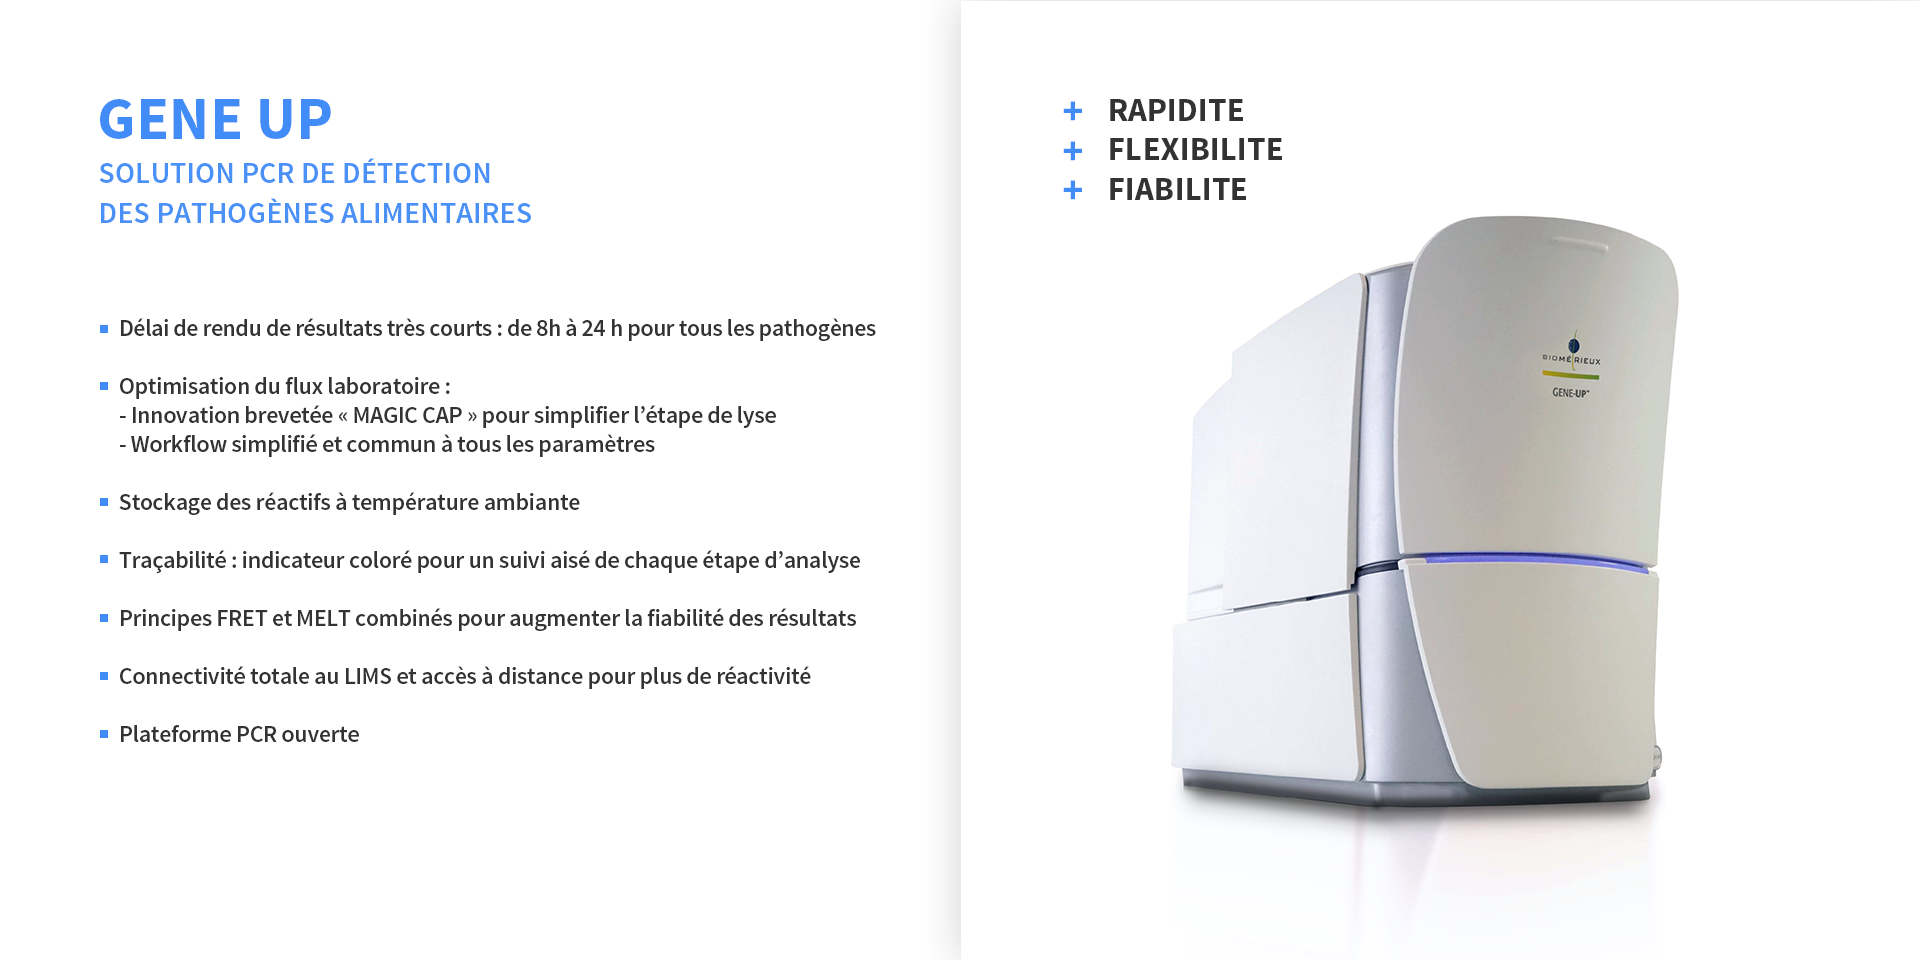 GENE UP
SOLUTION PCR DE DÉTECTION
DES PATHOGÈNES ALIMENTAIRES
Délai de rendu de résultats très courts : de 8h à 24 h pour tous les pathogènes
Optimisation du flux laboratoire :
- Innovation brevetée « MAGIC CAP » pour simplifier l’étape de lyse
- Workflow simplifié et commun à tous les paramètres
Stockage des réactifs à température ambiante
Traçabilité : indicateur coloré pour un suivi aisé de chaque étape d’analyse
Principes FRET et MELT combinés pour augmenter la fiabilité des résultats
Connectivité totale au LIMS et accès à distance pour plus de réactivité
Plateforme PCR ouverte
+ RAPIDITE
+ FLEXIBILITE
+ FIABILITE
BIOMÉRIEUX
GENE-UP™